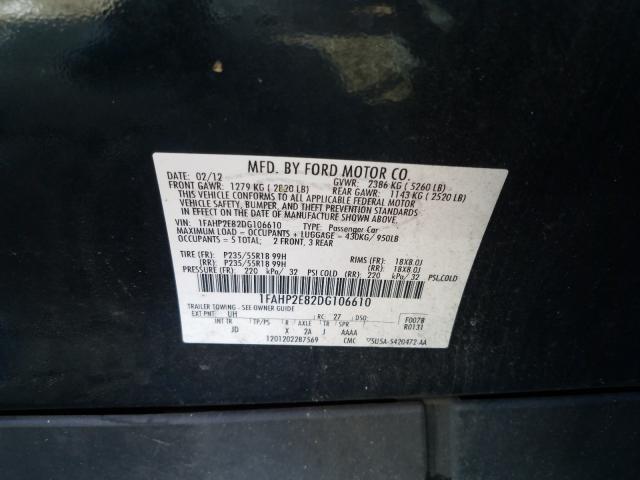 MFD. BY FORD MOTOR CO.
DATE: 02/12 GVWR: 2386 KG ( 5260 LB)
FRONT GAWR: 1279 KG ( 2820 LB) REAR GAWR: 1143 KG ( 2520 LB)
THIS VEHICLE CONFORMS TO ALL APPLICABLE FEDERAL MOTOR
VEHICLE SAFETY, BUMPER, AND THEFT PREVENTION STANDARDS
IN EFFECT ON THE DATE OF MANUFACTURE SHOWN ABOVE.
VIN: 1FAHP2E82DG106610 TYPE: Passenger Car
MAXIMUM LOAD = OCCUPANTS + LUGGAGE = 430KG/ 950LB
OCCUPANTS = 5 TOTAL: 2 FRONT, 3 REAR
TIRE (FR): P235/55R18 99H RIMS (FR): 18X8.0J
(RR): P235/55R18 99H (RR): 18X8.0J
PRESSURE (FR): 220 kPa/ 32 PSI COLD (RR): 220 kPa/ 32 PSI.COLD
1FAHP2E82DG106610
TRAILER TOWING - SEE OWNER GUIDE
EXT PNT: UH RC: 27 DSO: F0078
INT TR TP/PS R AXLE TR SPR R0131
JD X 2A J AAAA
12012022B7569 CMC 5U5A-5420472-AA